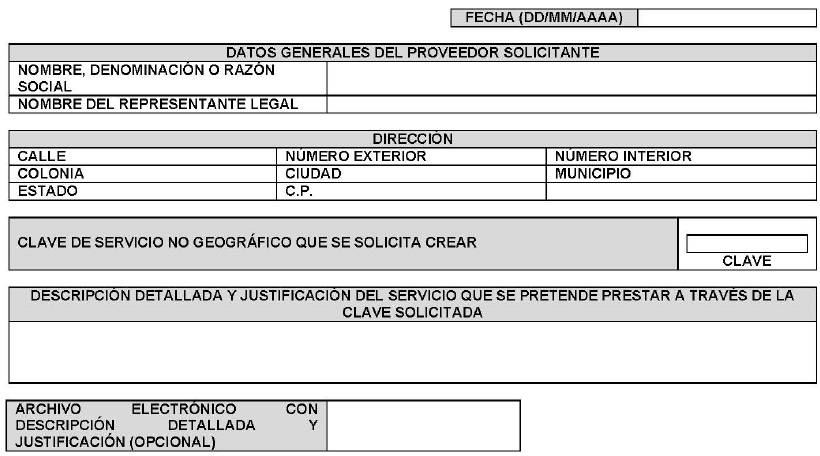 FECHA (DD/MM/AAAA)
DATOS GENERALES DEL PROVEEDOR SOLICITANTE
NOMBRE, DENOMINACIÓN O RAZÓN
SOCIAL
NOMBRE DEL REPRESENTANTE LEGAL
DIRECCIÓN
CALLE NÚMERO EXTERIOR NÚMERO INTERIOR
COLONIA CIUDAD MUNICIPIO
ESTADO C.P.
CLAVE DE SERVICIO NO GEOGRÁFICO QUE SE SOLICITA CREAR
CLAVE
DESCRIPCIÓN DETALLADA Y JUSTIFICACIÓN DEL SERVICIO QUE SE PRETENDE PRESTAR A TRAVÉS DE LA
CLAVE SOLICITADA
ARCHIVO ELECTRÓNICO CON
DESCRIPCIÓN DETALLADA Y
JUSTIFICACIÓN (OPCIONAL)